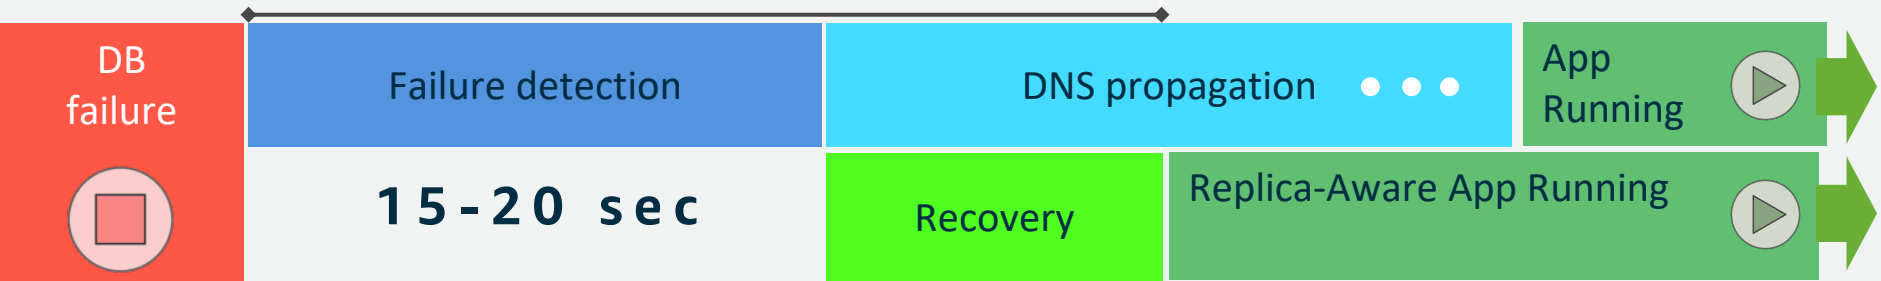 DB
failure
Failure detection
DNS propagation
App
Running
15-20 sec
Recovery
Replica-Aware App Running